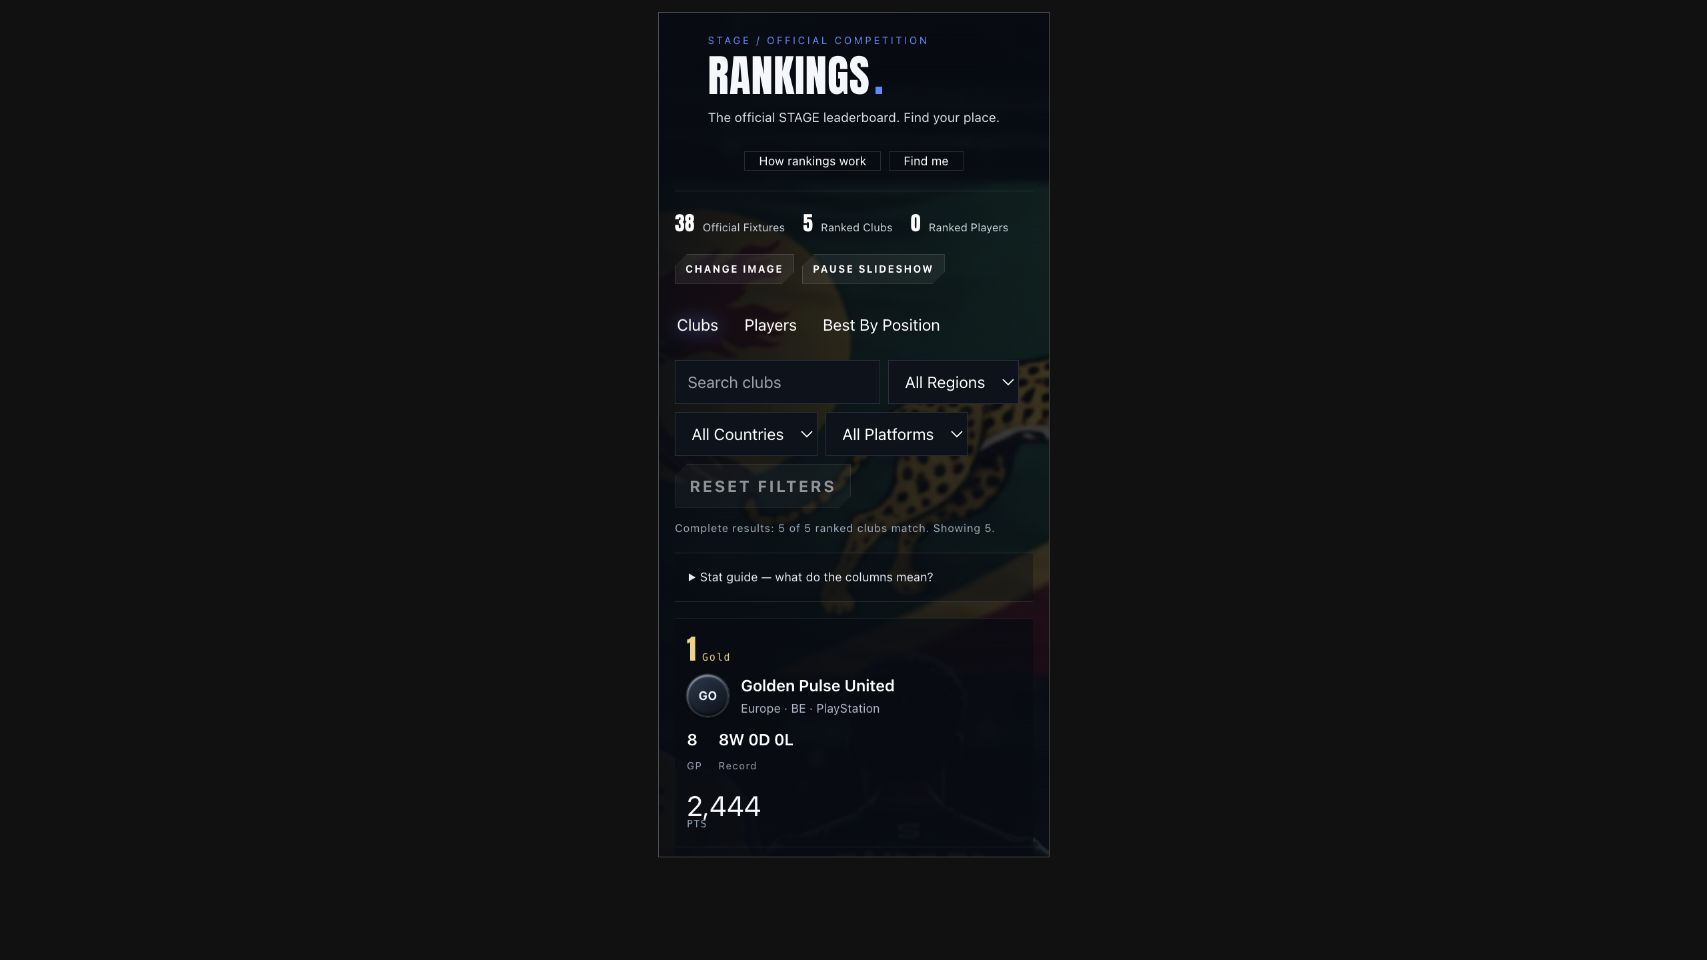 STAGE / OFFICIAL COMPETITION
RANKINGS.
The official STAGE leaderboard. Find your place.
How rankings work Find me
38 Official Fixtures 5 Ranked Clubs 0 Ranked Players
CHANGE IMAGE PAUSE SLIDESHOW
Clubs Players Best By Position
Search clubs All Regions
All Countries All Platforms
RESET FILTERS
Complete results: 5 of 5 ranked clubs match. Showing 5.
Stat guide — what do the columns mean?
1 Gold
GO Golden Pulse United
Europe · BE · PlayStation
8 8W 0D 0L
GP Record
2,444
PTS